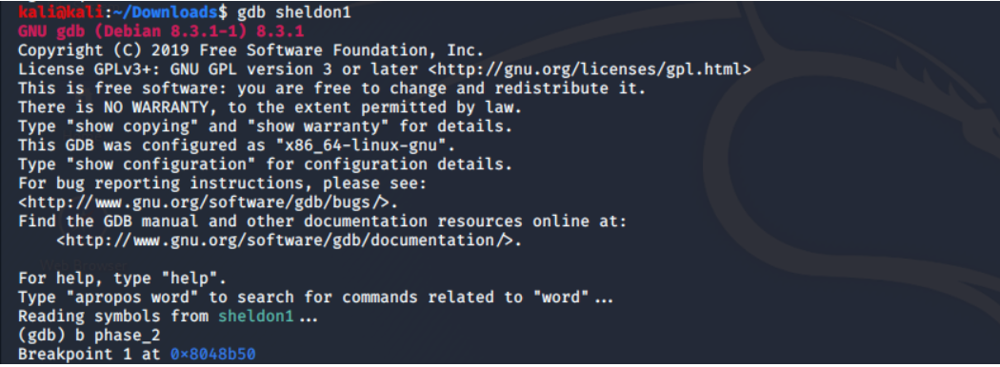 kali@kali:~/Downloads$ gdb sheldon1
GNU gdb (Debian 8.3.1-1) 8.3.1
Copyright (C) 2019 Free Software Foundation, Inc.
License GPLv3+: GNU GPL version 3 or later <http://gnu.org/licenses/gpl.html>
This is free software: you are free to change and redistribute it.
There is NO WARRANTY, to the extent permitted by law.
Type "show copying" and "show warranty" for details.
This GDB was configured as "x86_64-linux-gnu".
Type "show configuration" for configuration details.
For bug reporting instructions, please see:
<http://www.gnu.org/software/gdb/bugs/>.
Find the GDB manual and other documentation resources online at:
    <http://www.gnu.org/software/gdb/documentation/>.
For help, type "help".
Type "apropos word" to search for commands related to "word"...
Reading symbols from sheldon1...
(gdb) b phase_2
Breakpoint 1 at 0×8048b50